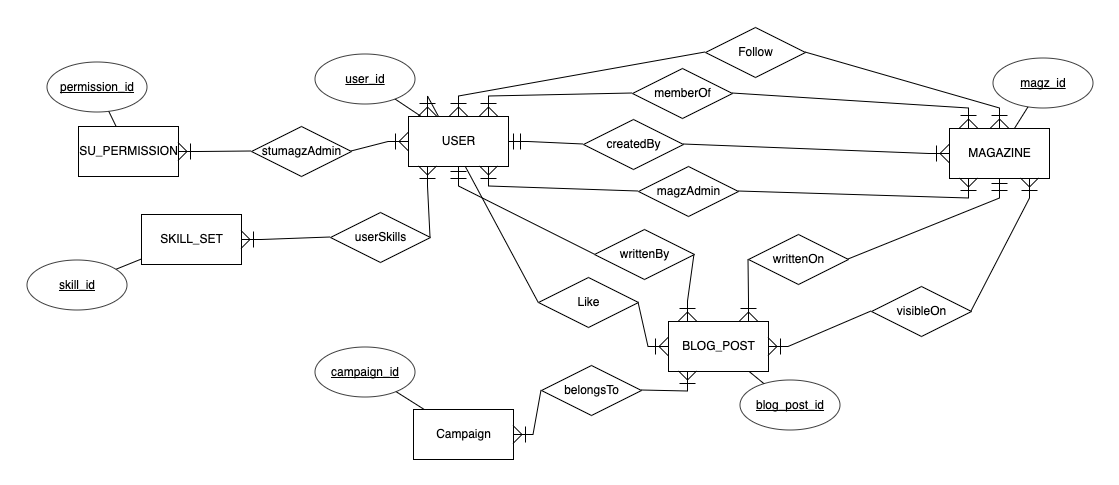 Follow
user_id
magz_id
permission_id
memberOf
USER
createdBy
SU_PERMISSION
stumagzAdmin
MAGAZINE
magzAdmin
SKILL_SET
userSkills
writtenBy
writtenOn
skill_id
Like
visibleOn
BLOG_POST
campaign_id
belongsTo
blog_post_id
Campaign